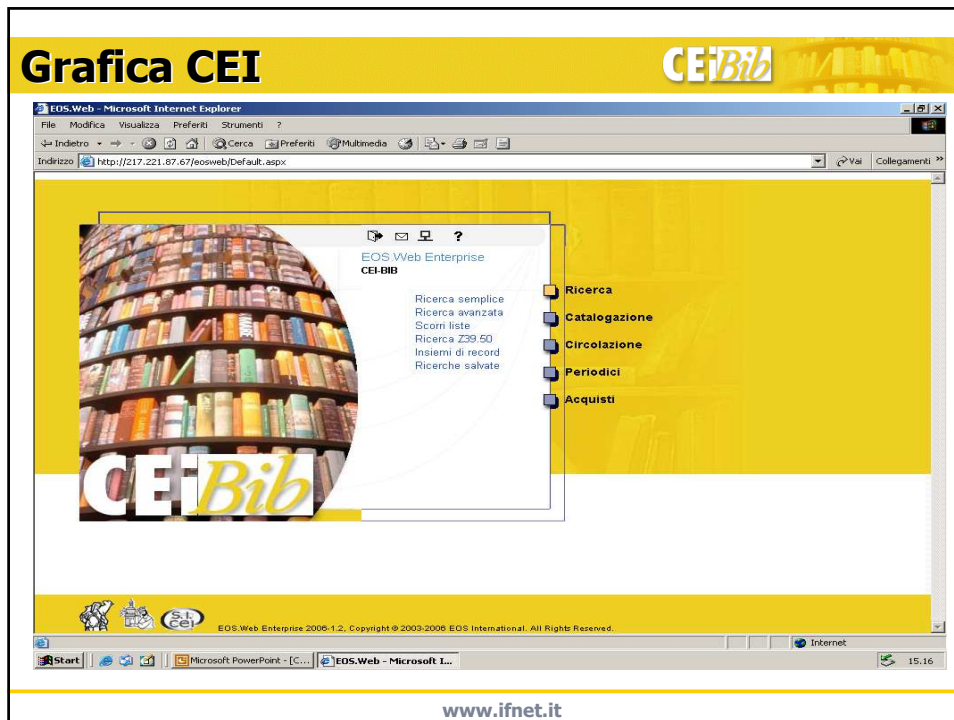 Grafica CEI
CEiBib
EOS.Web - Microsoft Internet Explorer
File Modifica Visualizza Preferiti Strumenti ?
Indietro Cerca Preferiti Multimedia
Indirizzo http://217.221.87.67/eosweb/Default.aspx Vai Collegamenti »
?
EOS.Web Enterprise
CEI-BIB
Ricerca semplice
Ricerca avanzata
Scorri liste
Ricerca Z39.50
Insiemi di record
Ricerche salvate
Ricerca
Catalogazione
Circolazione
Periodici
Acquisti
CEiBib
S.I.
cei
EOS.Web Enterprise 2006-1.2, Copyright © 2003-2006 EOS International. All Rights Reserved.
Internet
Start Microsoft PowerPoint - [C... EOS.Web - Microsoft I... 15.16
www.ifnet.it